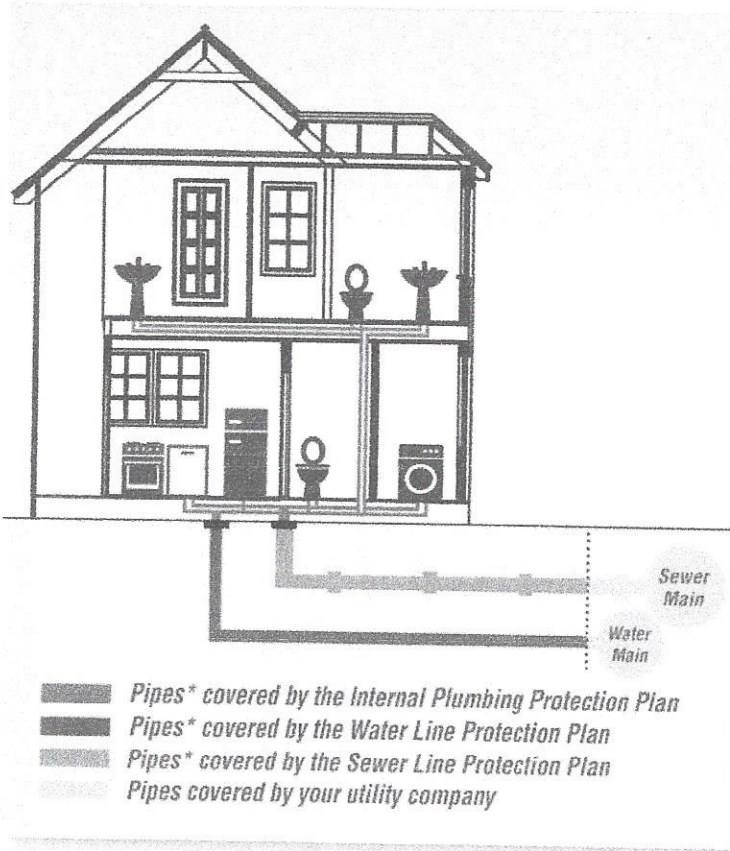 Sewer
Main
Water
Main
Pipes* covered by the Internal Plumbing Protection Plan
Pipes* covered by the Water Line Protection Plan
Pipes* covered by the Sewer Line Protection Plan
Pipes covered by your utility company